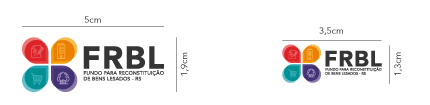 5cm
FRBL
FUNDO PARA RECONSTITUIÇÃO
DE BENS LESADOS - RS
1,9cm
3,5cm
FRBL
FUNDO PARA RECONSTITUIÇÃO
DE BENS LESADOS - RS
1,3cm